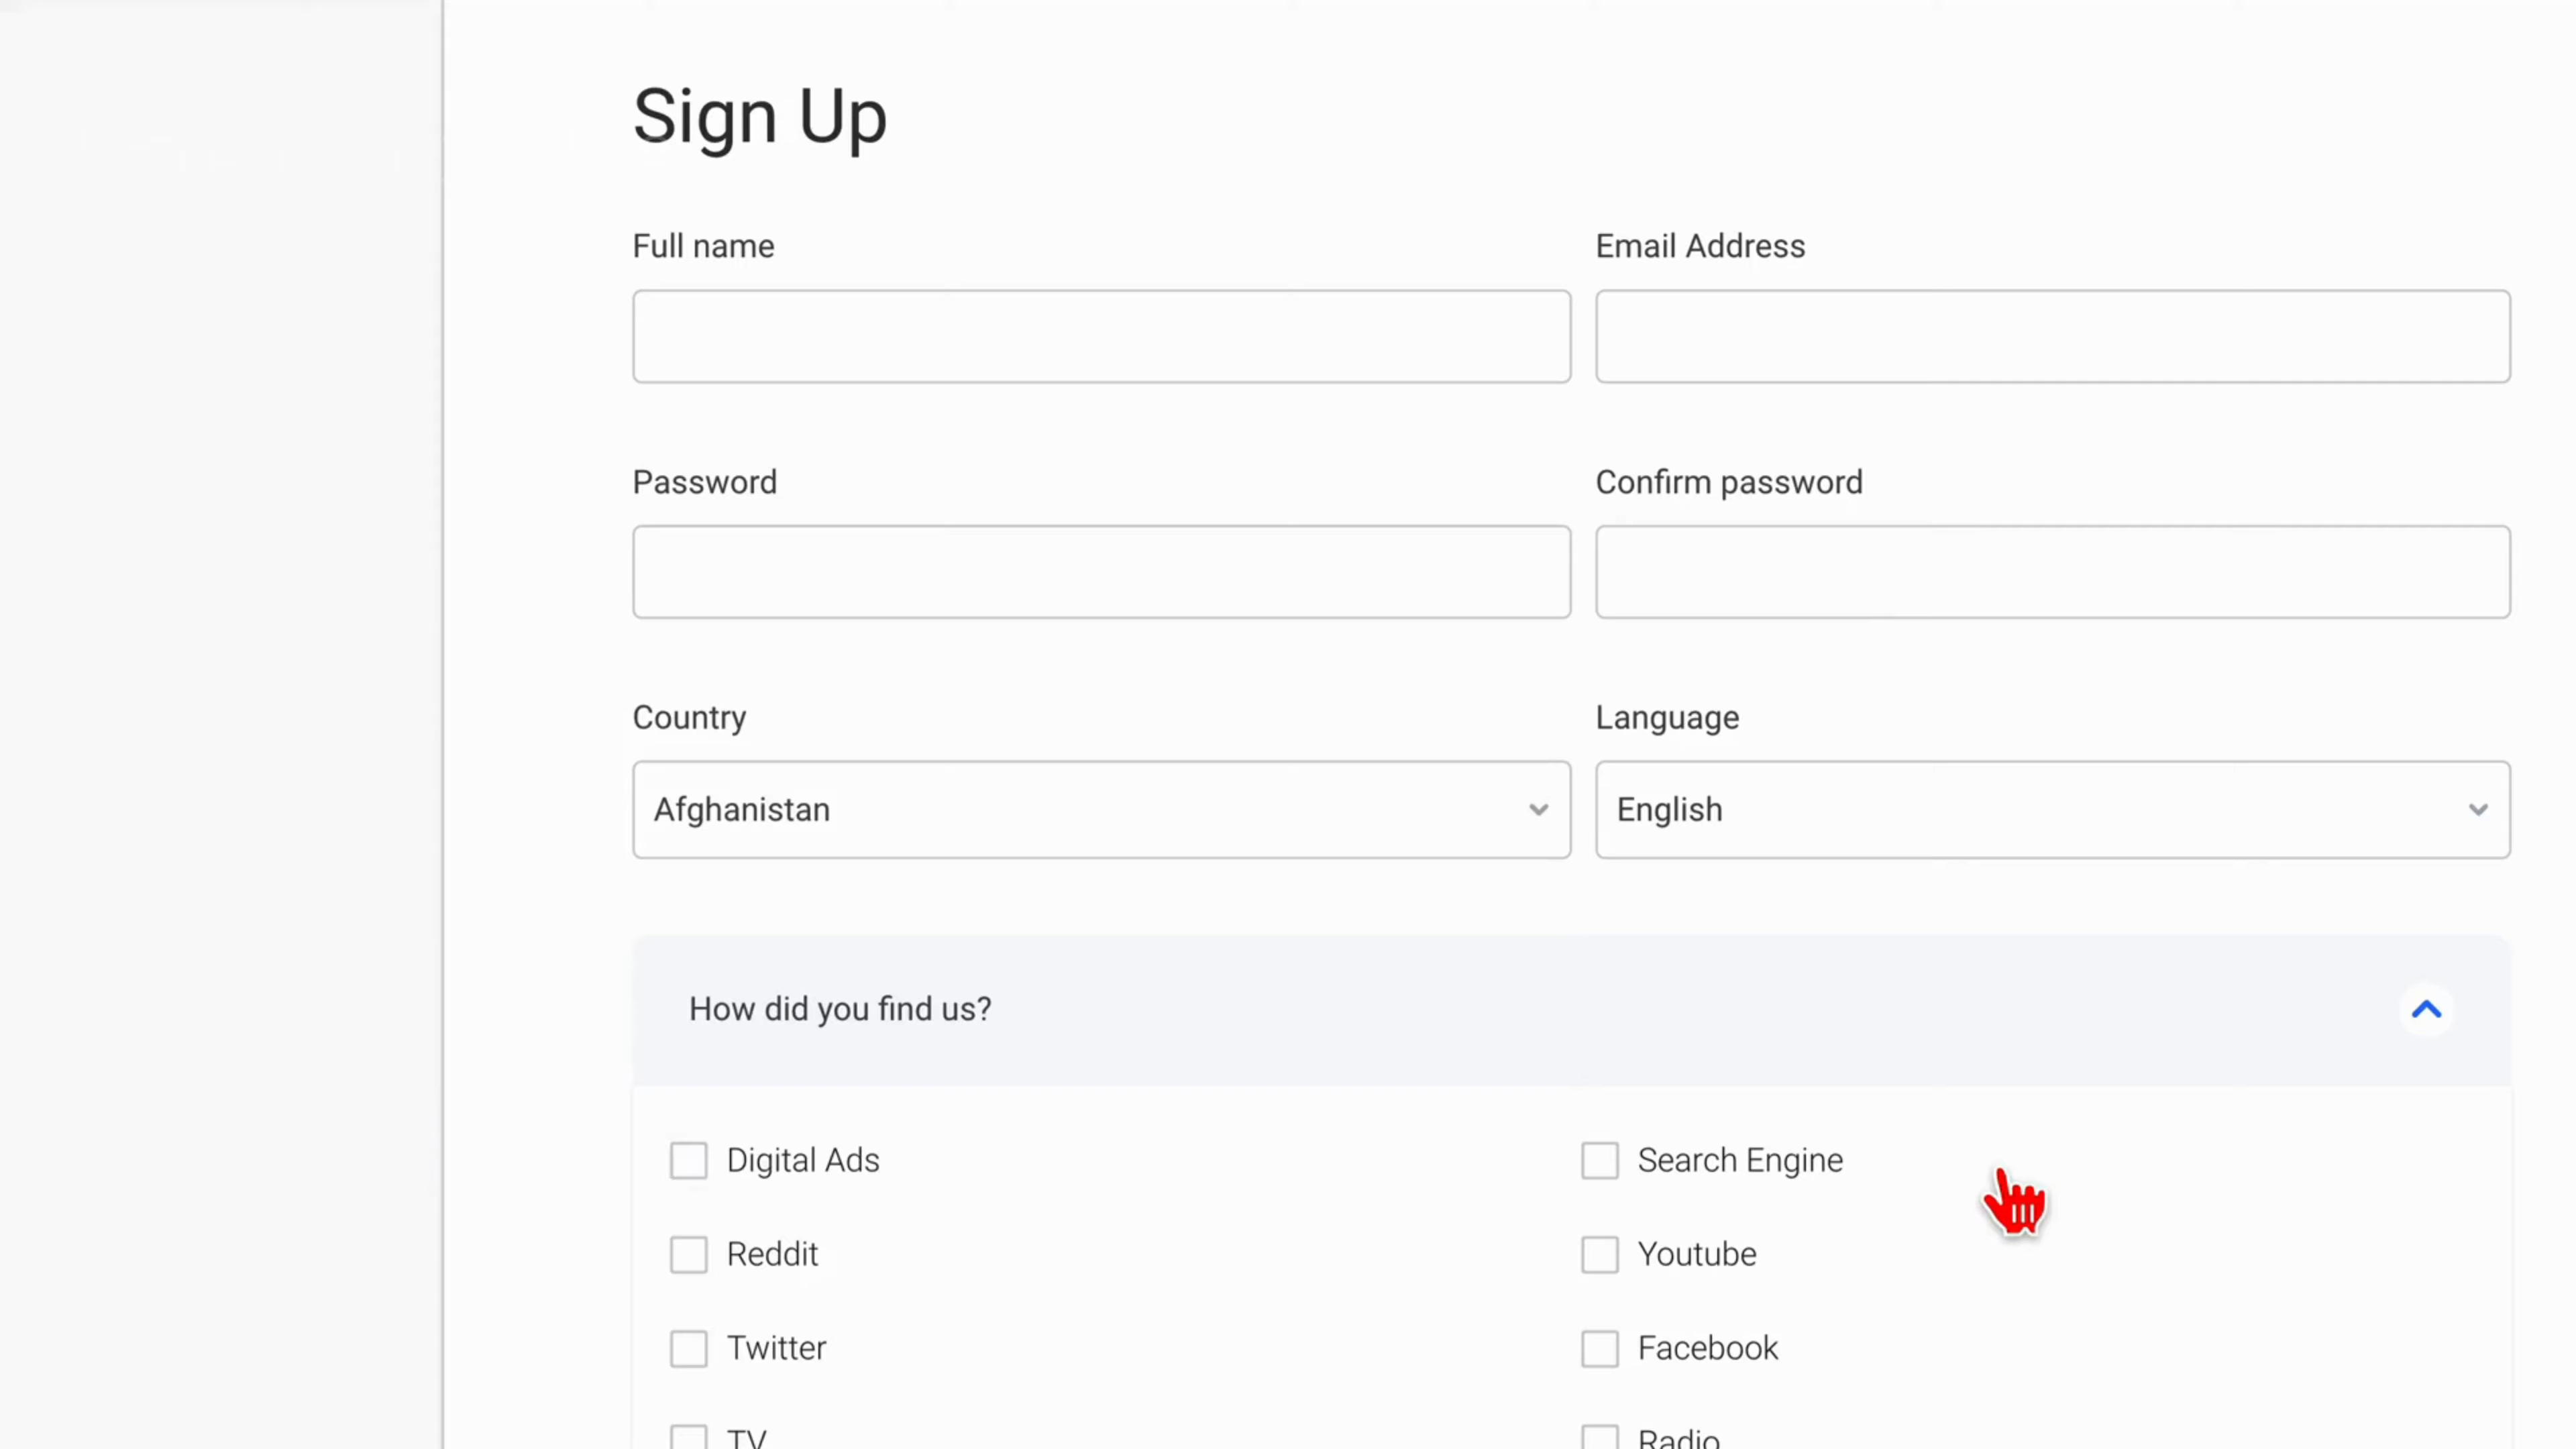 Sign Up
Full name
Email Address
Password
Confirm password
Country
Language
Afghanistan
English
How did you find us?
Digital Ads
Search Engine
Reddit
Youtube
Twitter
Facebook
TV
Radio